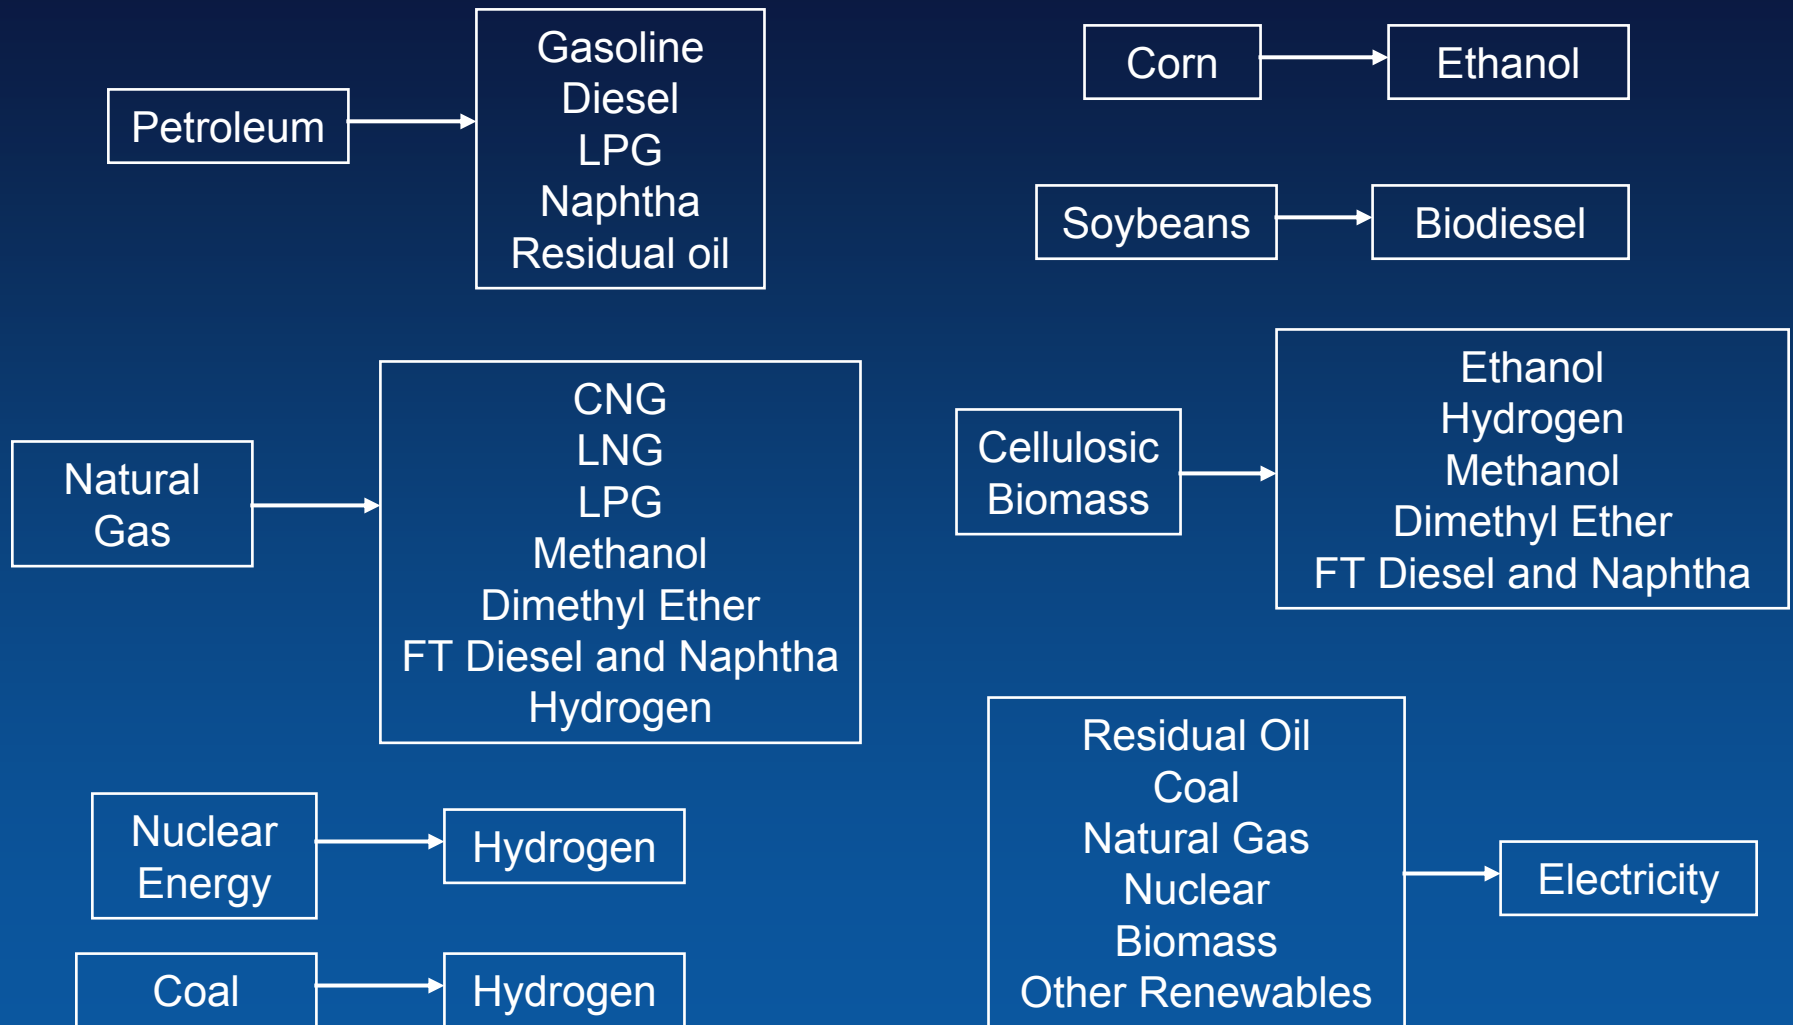 Petroleum
Gasoline
Diesel
LPG
Naphtha
Residual oil
Natural
Gas
CNG
LNG
LPG
Methanol
Dimethyl Ether
FT Diesel and Naphtha
Hydrogen
Nuclear
Energy
Hydrogen
Coal
Hydrogen
Corn
Ethanol
Soybeans
Biodiesel
Cellulosic
Biomass
Ethanol
Hydrogen
Methanol
Dimethyl Ether
FT Diesel and Naphtha
Residual Oil
Coal
Natural Gas
Nuclear
Biomass
Other Renewables
Electricity